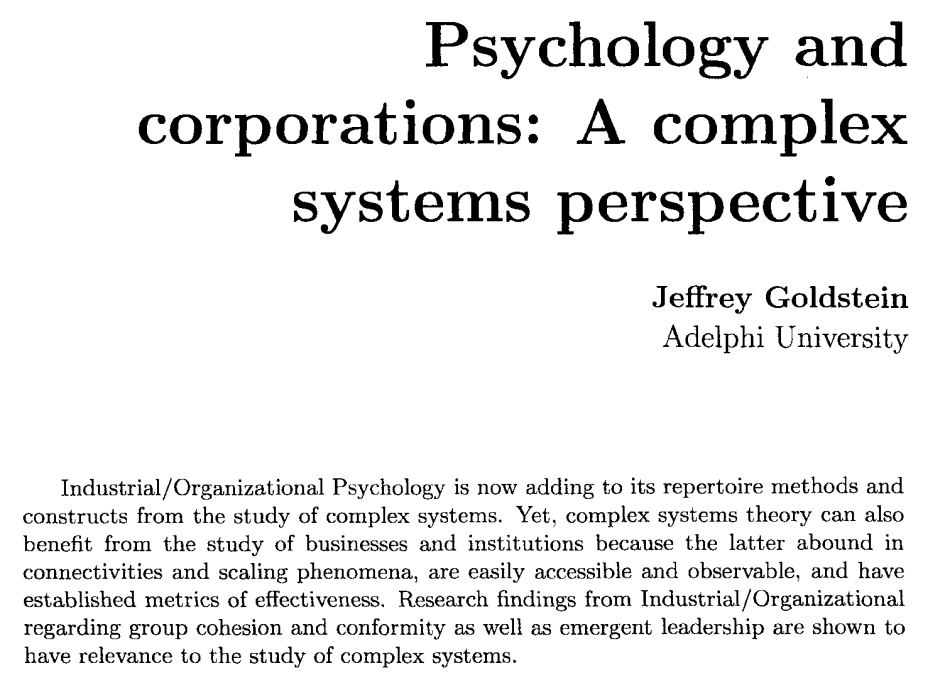 Psychology and
corporations: A complex
systems perspective
Jeffrey Goldstein
Adelphi University
Industrial/Organizational Psychology is now adding to its repertoire methods and
constructs from the study of complex systems. Yet, complex systems theory can also
benefit from the study of businesses and institutions because the latter abound in
connectivities and scaling phenomena, are easily accessible and observable, and have
established metrics of effectiveness. Research findings from Industrial/Organizational
regarding group cohesion and conformity as well as emergent leadership are shown to
have relevance to the study of complex systems.